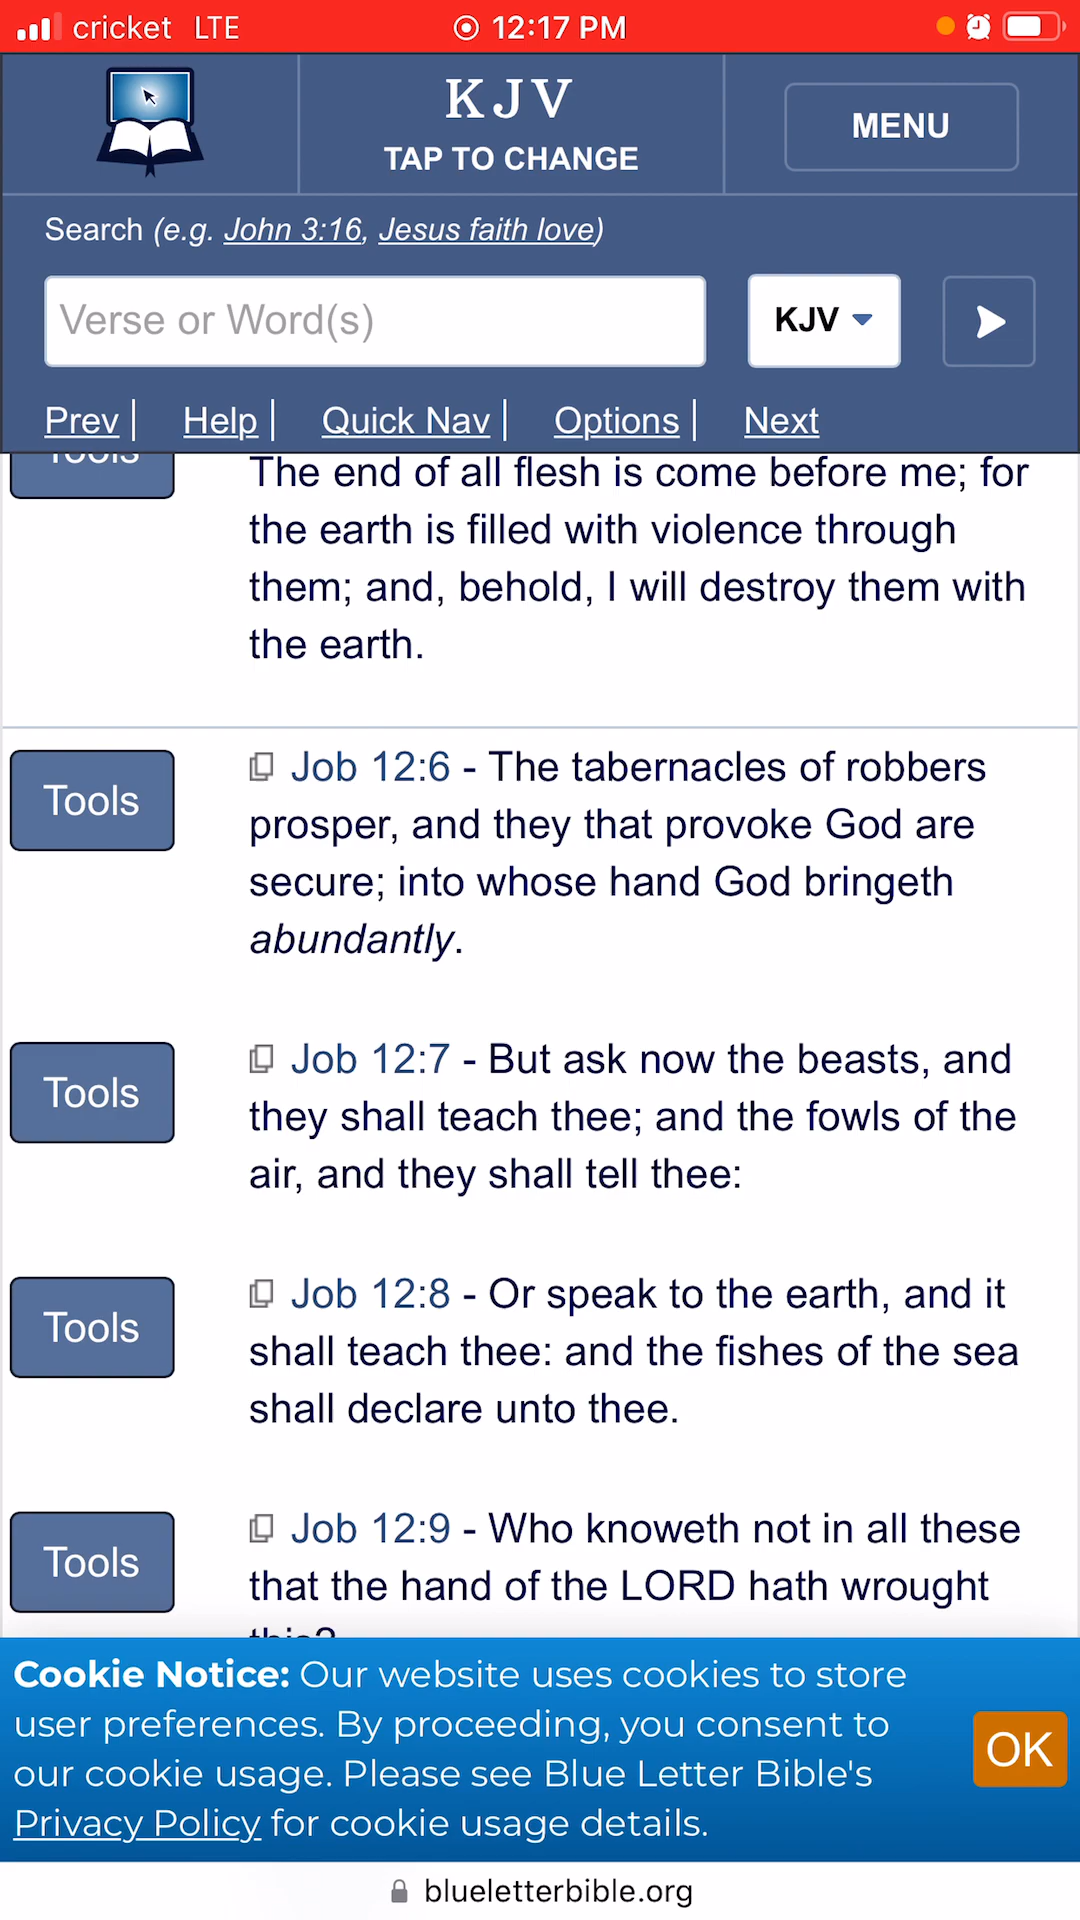 cricket LTE 12:17 PM
KJV
TAP TO CHANGE
MENU
Search (e.g. John 3:16, Jesus faith love)
Verse or Word(s)
KJV
Prev | Help | Quick Nav | Options | Next
Tools
The end of all flesh is come before me; for
the earth is filled with violence through
them; and, behold, I will destroy them with
the earth.
Tools
Job 12:6 - The tabernacles of robbers
prosper, and they that provoke God are
secure; into whose hand God bringeth
abundantly.
Tools
Job 12:7 - But ask now the beasts, and
they shall teach thee; and the fowls of the
air, and they shall tell thee:
Tools
Job 12:8 - Or speak to the earth, and it
shall teach thee: and the fishes of the sea
shall declare unto thee.
Tools
Job 12:9 - Who knoweth not in all these
that the hand of the LORD hath wrought
this?
Cookie Notice: Our website uses cookies to store
user preferences. By proceeding, you consent to
our cookie usage. Please see Blue Letter Bible's
Privacy Policy for cookie usage details.
OK
blueletterbible.org